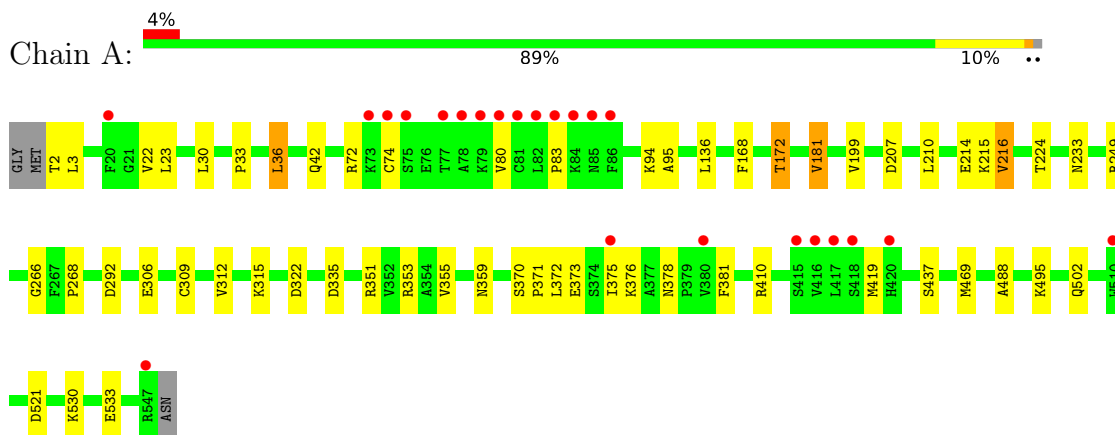 4%
Chain A:
89% 10% ..
GLY MET T2 L3 F20 G21 V22 L23 L30 P33 L36 Q42 R72 K73 C74 S75 E76 T77 A78 K79 V80 C81 L82 P83 K84 N85 F86 K94 A95 L136 F168 T172 V181 V199 D207 L210 E214 K215 V216 T224 N233
G266 F267 P268 D292 E306 C309 V312 K315 D322 D335 R351 V352 R353 A354 V355 N359 S370 P371 L372 E373 S374 I375 K376 A377 N378 P379 V380 F381 R410 S415 V416 L417 S418 M419 H420 S437 M469 A488 K495 Q502
D521 K530 E533 R547 ASN